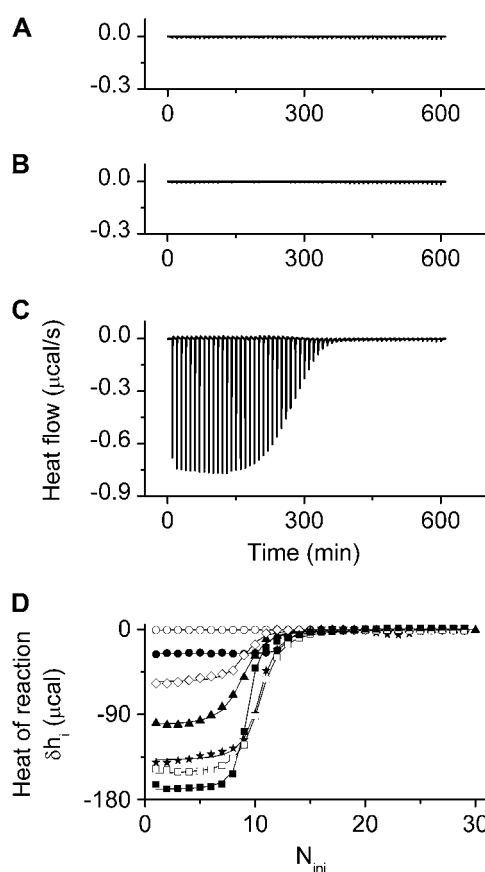 A
0.0
-0.3
0
300
600
B
0.0
-0.3
0
300
600
C
0.0
-0.3
-0.6
-0.9
Heat flow (μcal/s)
0
300
600
Time (min)
D
0
-90
-180
Heat of reaction
δhᵢ (μcal)
0
10
20
30
N_inj